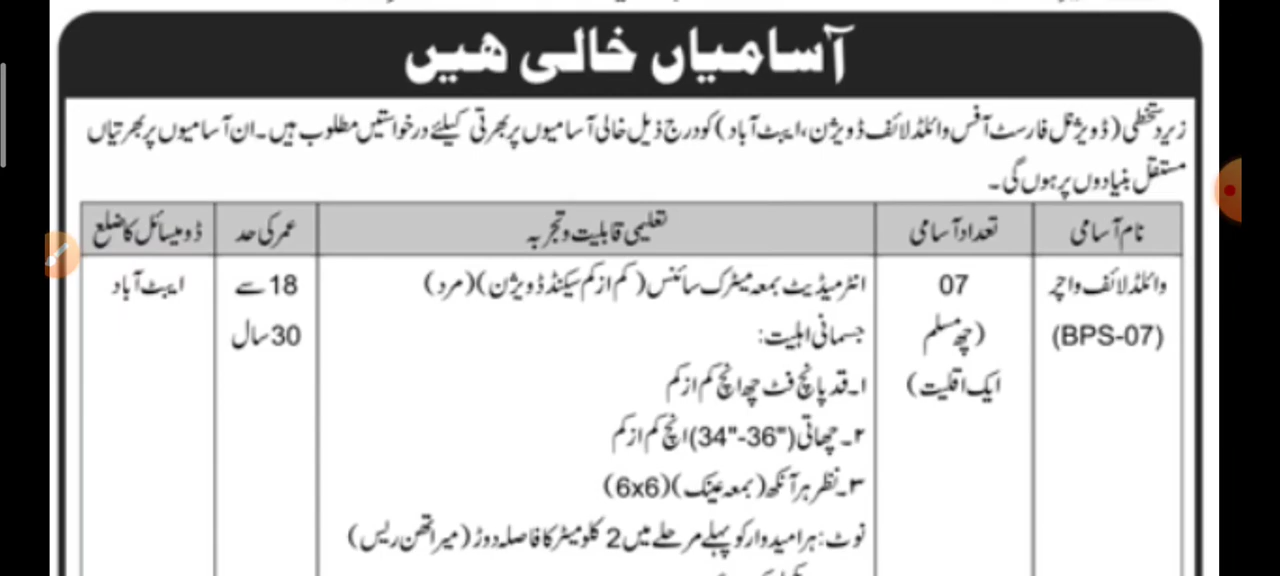 آسامیاں خالی ھیں
زیر دستخطی (ڈویژنل فارسٹ آفس وائلڈ لائف ڈویژن، ایبٹ آباد) کو درج ذیل خالی آسامیوں پر بھرتی کیلئے درخواستیں مطلوب ہیں۔ ان آسامیوں پر بھرتیاں
مستقل بنیادوں پر ہوں گی۔
نام آسامی
تعداد آسامی
تعلیمی قابلیت و تجربہ
عمر کی حد
ڈومیسائل کا ضلع
وائلڈ لائف واچر
(BPS-07)
07
(چھ مسلم
ایک اقلیت)
انٹرمیڈیٹ بمعہ میٹرک سائنس (کم از کم سیکنڈ ڈویژن) (مرد)
جسمانی اہلیت:
۱۔ قد پانچ فٹ چھ انچ کم از کم
۲۔ چھاتی (34"-36") انچ کم از کم
۳۔ نظر ہر آنکھ (بمعہ عینک) (6x6)
نوٹ: ہر امیدوار کو پہلے مرحلے میں 2 کلومیٹر کا فاصلہ دوڑ (میراتھن ریس)
18 سے
30 سال
ایبٹ آباد